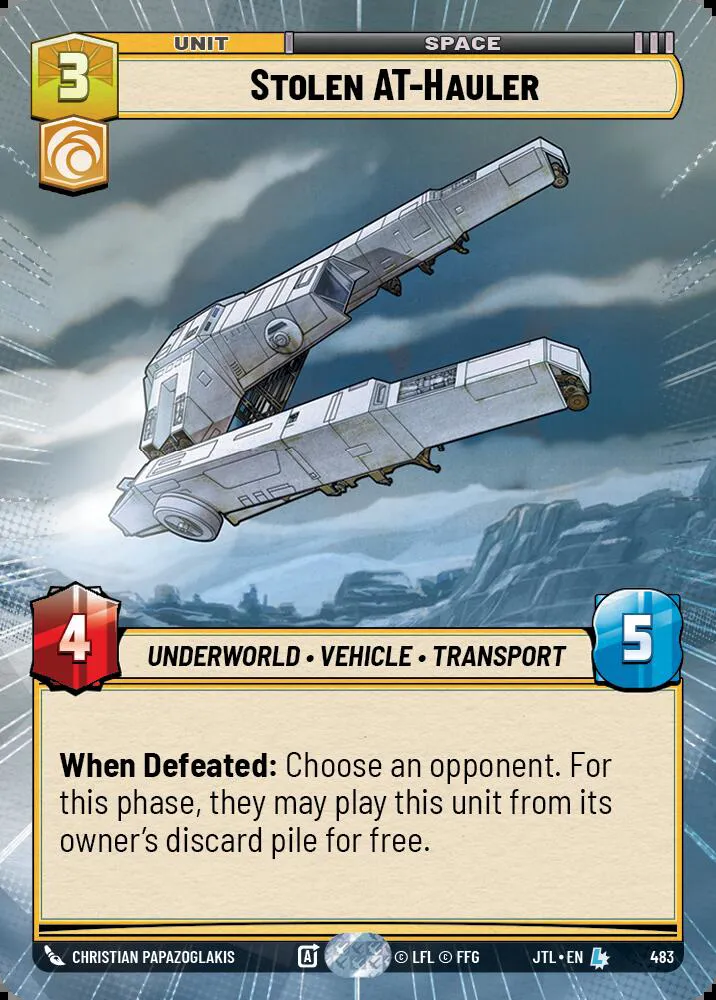 UNIT
SPACE
3
STOLEN AT-HAULER
4
UNDERWORLD • VEHICLE • TRANSPORT
5
When Defeated: Choose an opponent. For
this phase, they may play this unit from its
owner's discard pile for free.
CHRISTIAN PAPAZOGLAKIS
A
© LFL © FFG
JTL • EN
L
483